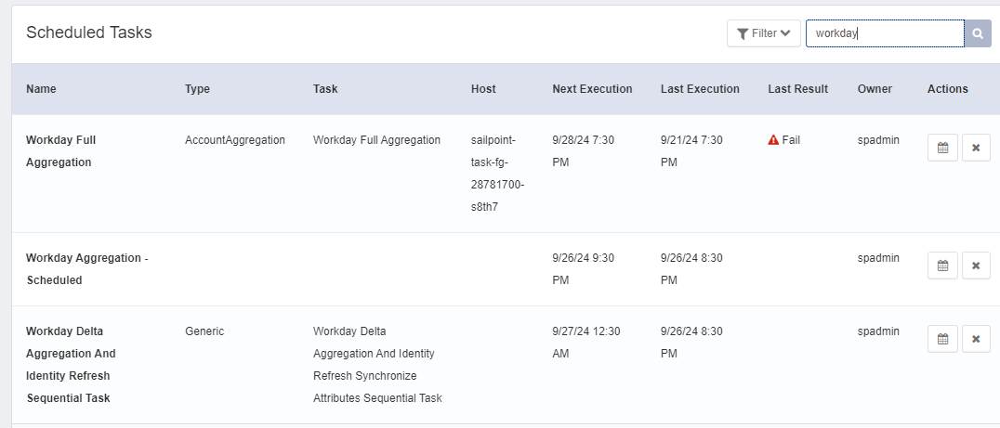 Scheduled Tasks
Filter
workday
Name Type Task Host Next Execution Last Execution Last Result Owner Actions
Workday Full AccountAggregation Workday Full Aggregation sailpoint- 9/28/24 7:30 9/21/24 7:30 Fail spadmin
Aggregation task-fg- PM PM
28781700-
s8th7
Workday Aggregation - 9/26/24 9:30 9/26/24 8:30 spadmin
Scheduled PM PM
Workday Delta Generic Workday Delta 9/27/24 12:30 9/26/24 8:30 spadmin
Aggregation And Aggregation And Identity AM PM
Identity Refresh Refresh Synchronize
Sequential Task Attributes Sequential Task